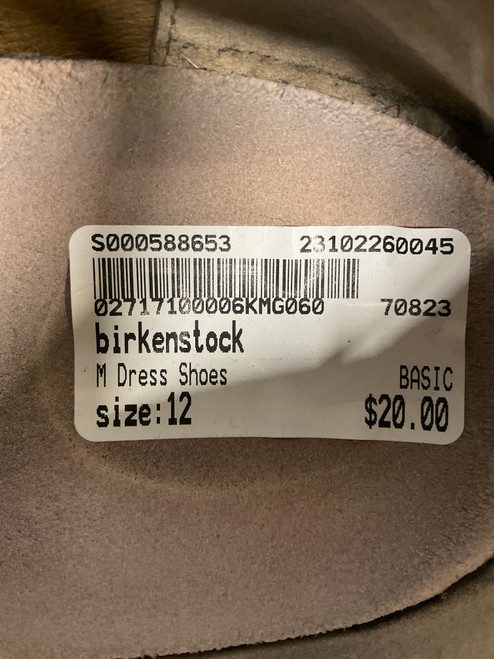 S000588653 23102260045
02717100006KMG060 70823
birkenstock
M Dress Shoes BASIC
size:12 $20.00